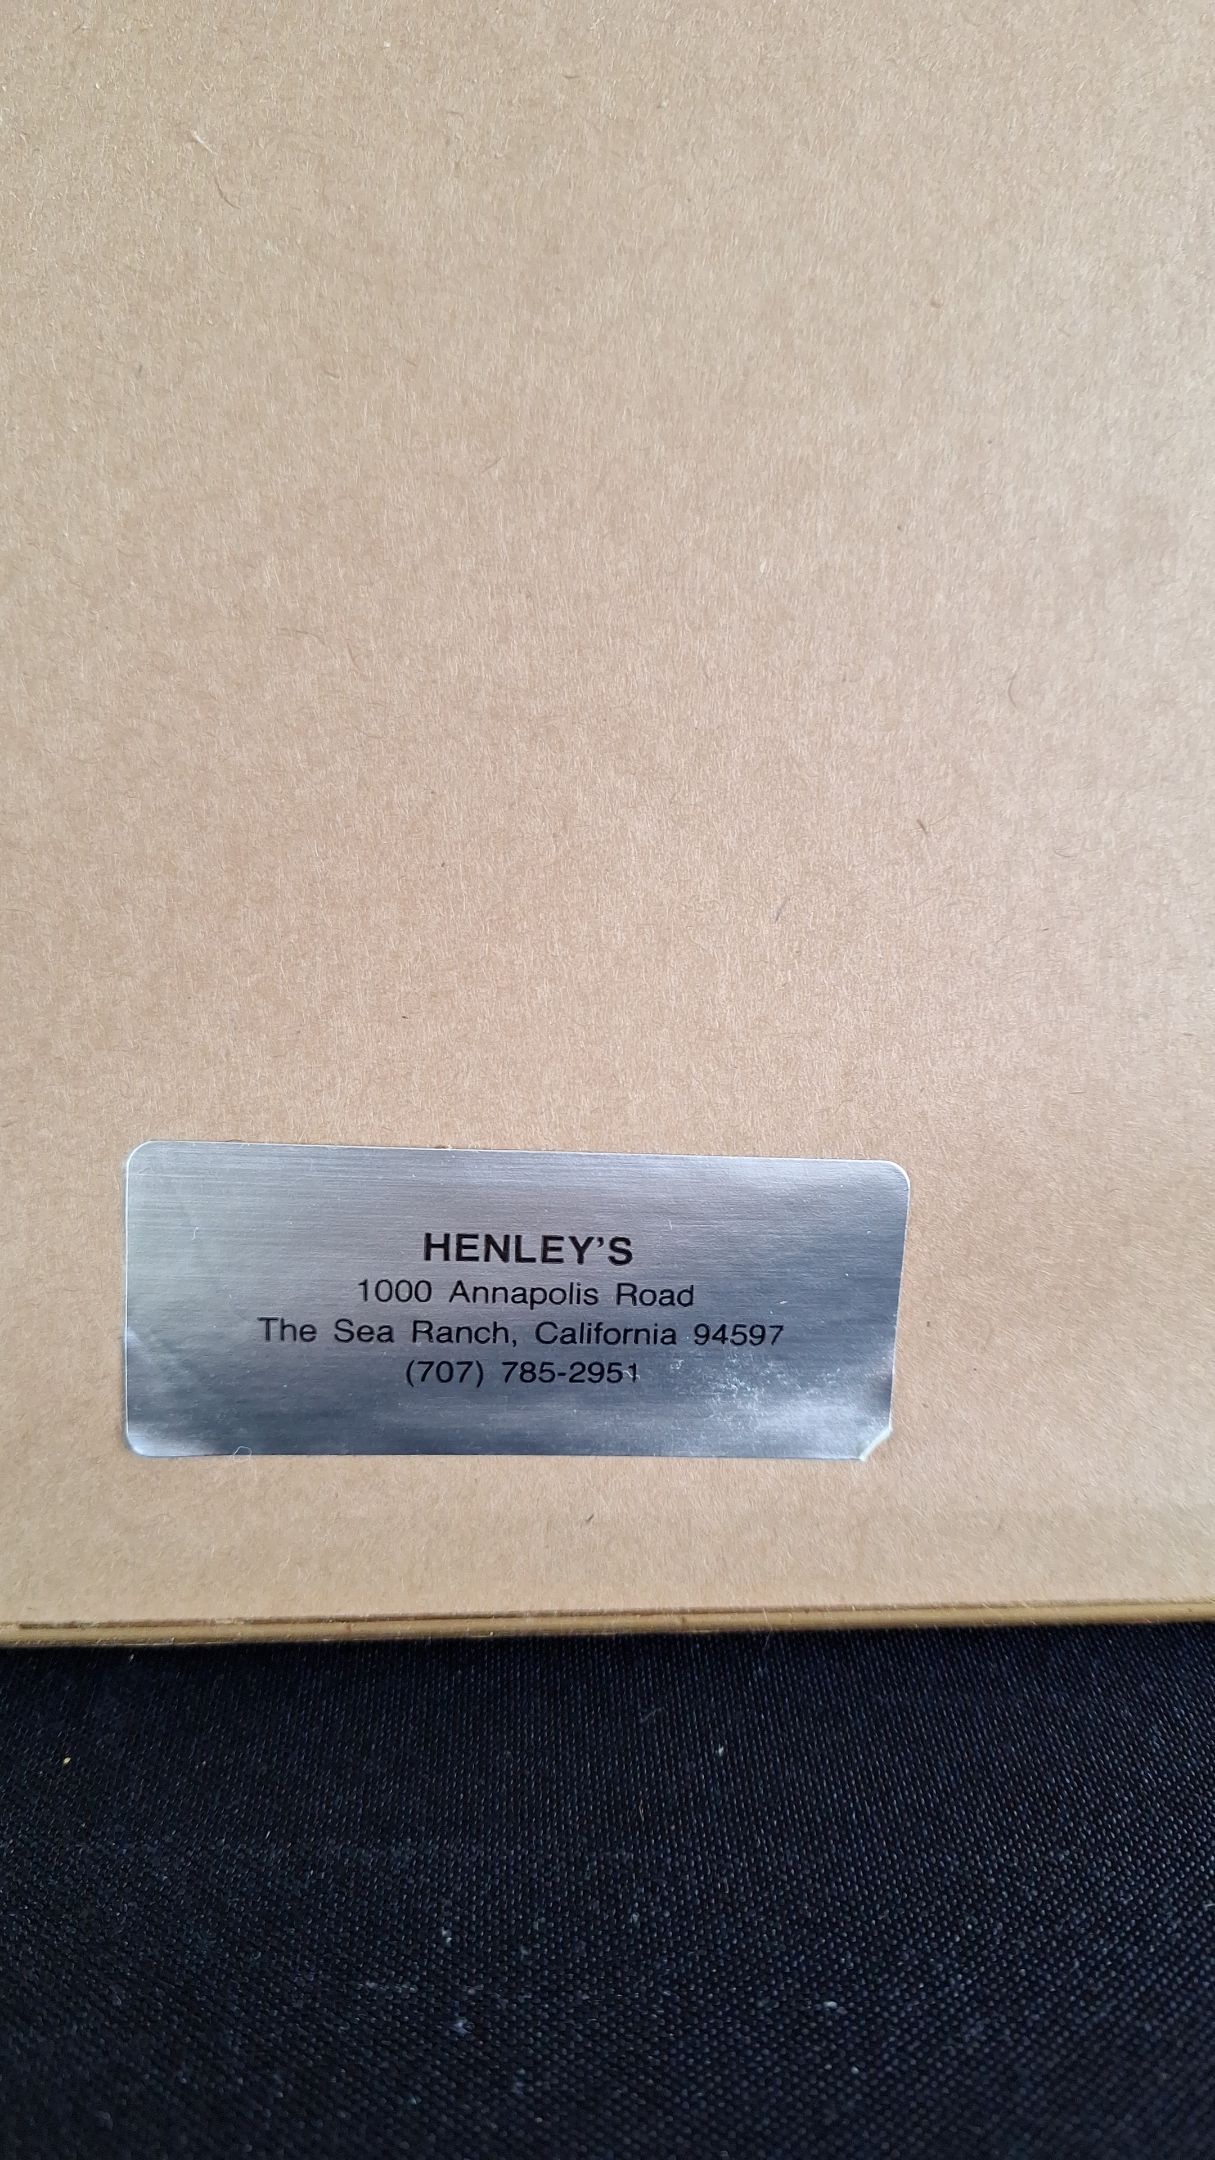 HENLEY'S
1000 Annapolis Road
The Sea Ranch, California 94597
(707) 785-2951